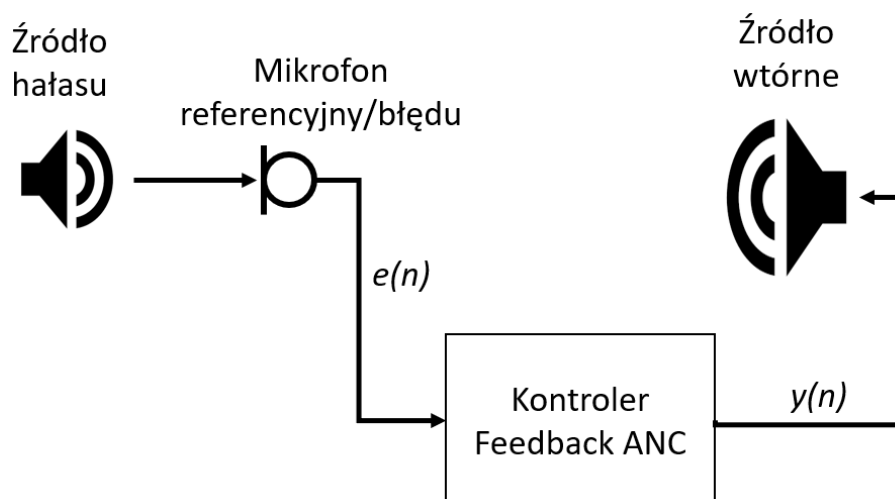 Źródło
hałasu
Mikrofon
referencyjny/błędu
Źródło
wtórne
e(n)
Kontroler
Feedback ANC
y(n)